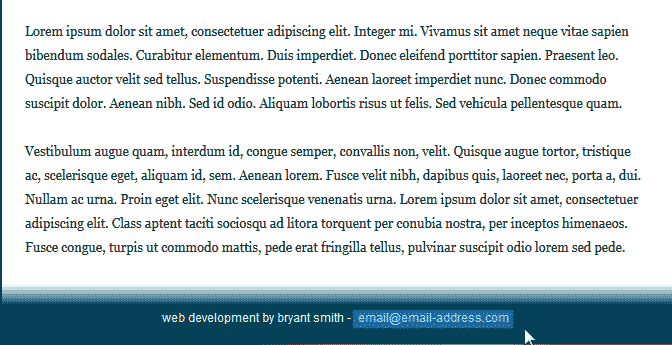 Lorem ipsum dolor sit amet, consectetuer adipiscing elit. Integer mi. Vivamus sit amet neque vitae sapien
bibendum sodales. Curabitur elementum. Duis imperdiet. Donec eleifend porttitor sapien. Praesent leo.
Quisque auctor velit sed tellus. Suspendisse potenti. Aenean laoreet imperdiet nunc. Donec commodo
suscipit dolor. Aenean nibh. Sed id odio. Aliquam lobortis risus ut felis. Sed vehicula pellentesque quam.
Vestibulum augue quam, interdum id, congue semper, convallis non, velit. Quisque augue tortor, tristique
ac, scelerisque eget, aliquam id, sem. Aenean lorem. Fusce velit nibh, dapibus quis, laoreet nec, porta a, dui.
Nullam ac urna. Proin eget elit. Nunc scelerisque venenatis urna. Lorem ipsum dolor sit amet, consectetuer
adipiscing elit. Class aptent taciti sociosqu ad litora torquent per conubia nostra, per inceptos himenaeos.
Fusce congue, turpis ut commodo mattis, pede erat fringilla tellus, pulvinar suscipit odio lorem sed pede.
web development by bryant smith - email@email-address.com